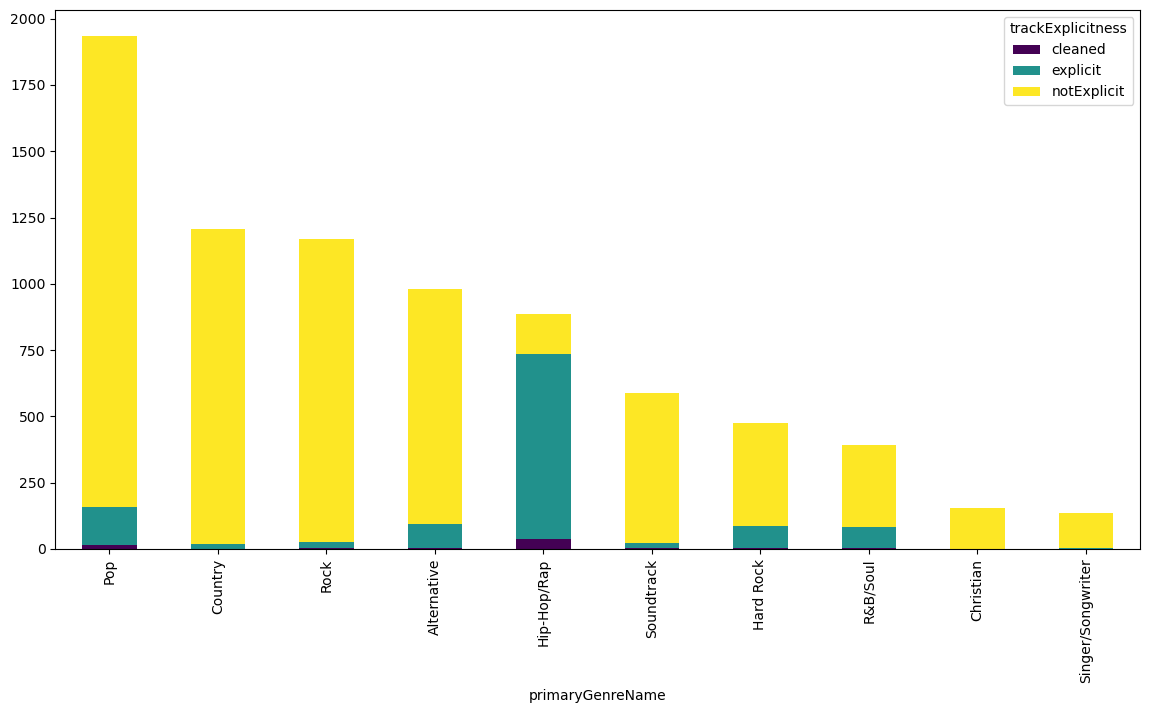 2000
1750
1500
1250
1000
750
500
250
0
trackExplicitness
cleaned
explicit
notExplicit
Pop
Country
Rock
Alternative
Hip-Hop/Rap
Soundtrack
Hard Rock
R&B/Soul
Christian
Singer/Songwriter
primaryGenreName